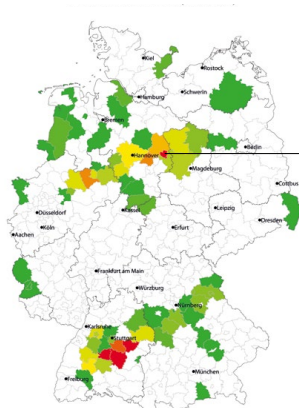 Kiel
Rostock
Hamburg
Schwerin
Bremen
Hannover
Berlin
Magdeburg
Cottbus
Düsseldorf
Kassel
Leipzig
Köln
Dresden
Aachen
Erfurt
Frankfurt am Main
Würzburg
Nürnberg
Karlsruhe
Stuttgart
München
Freiburg